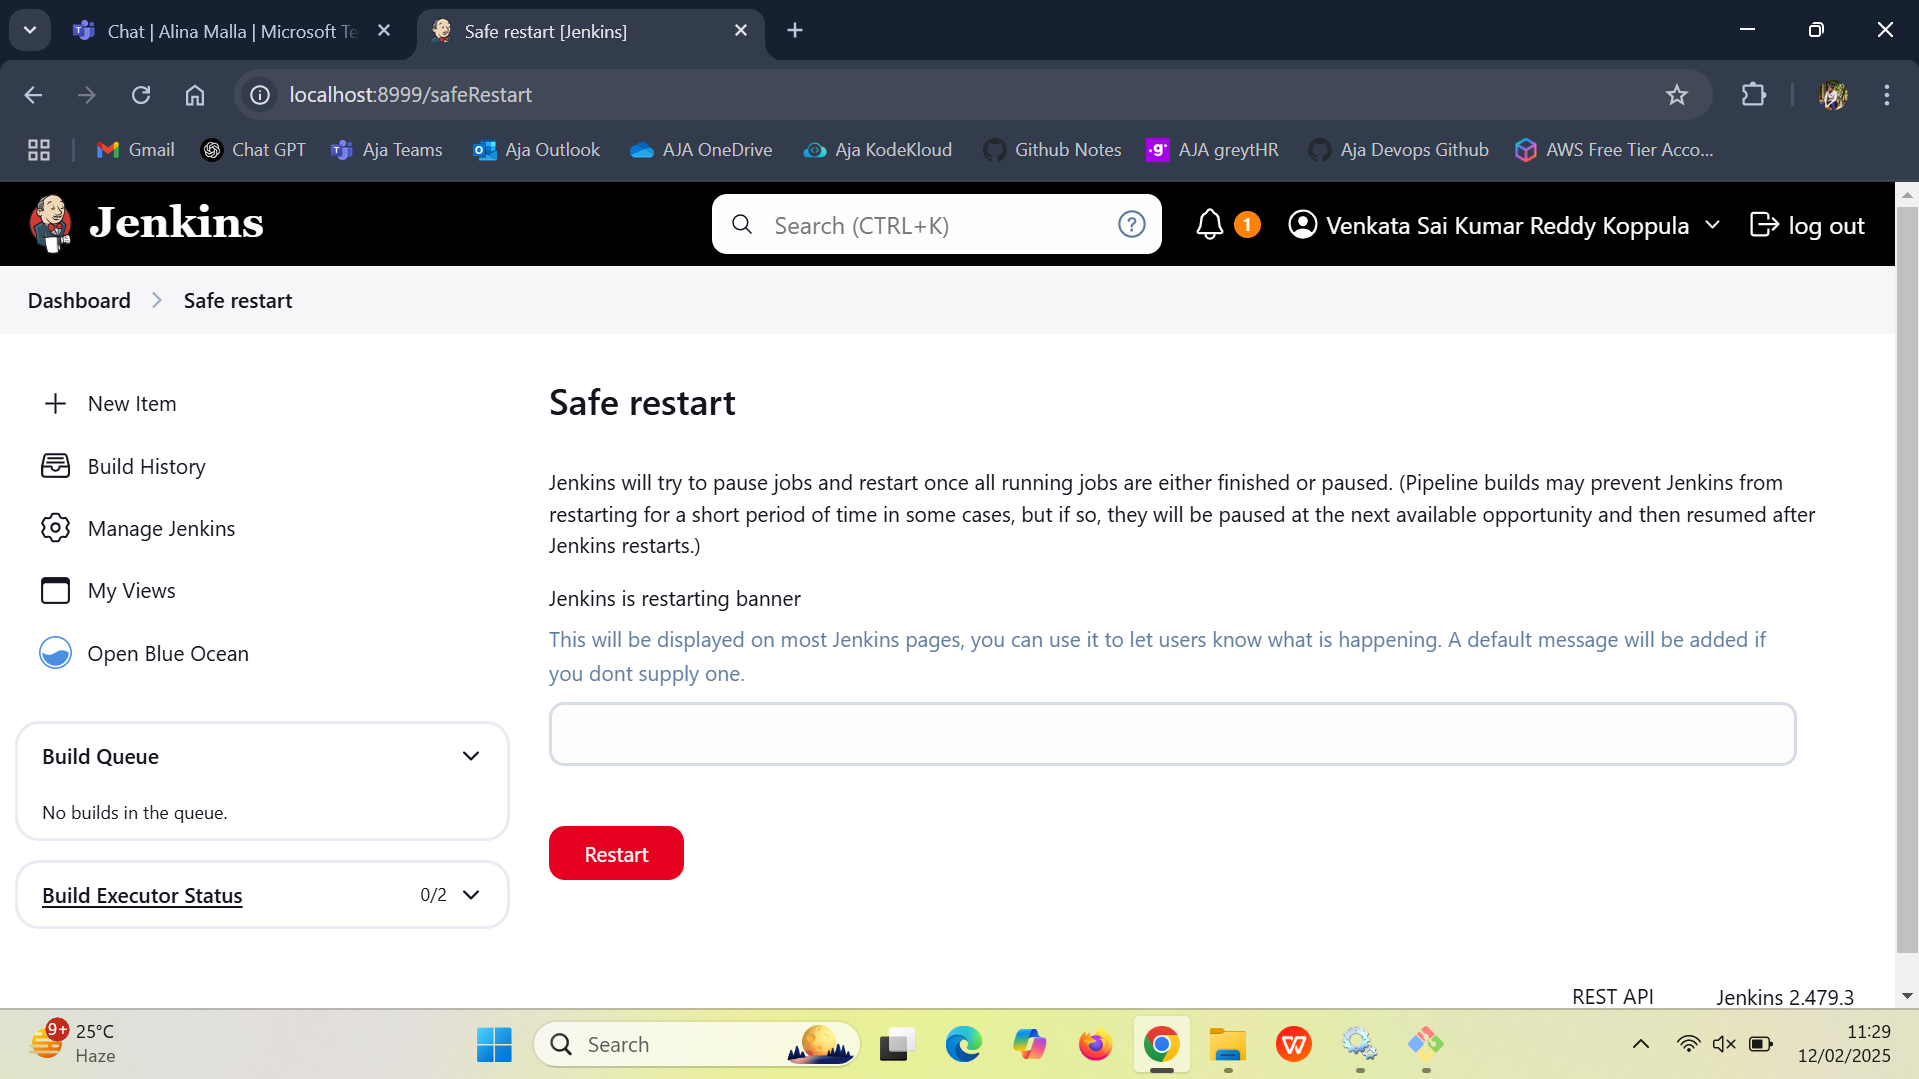 Chat | Alina Malla | Microsoft Te
Safe restart [Jenkins]
localhost:8999/safeRestart
Gmail
Chat GPT
Aja Teams
Aja Outlook
AJA OneDrive
Aja KodeKloud
Github Notes
AJA greytHR
Aja Devops Github
AWS Free Tier Acco...
Jenkins
Search (CTRL+K)
1
Venkata Sai Kumar Reddy Koppula
log out
Dashboard
Safe restart
New Item
Build History
Manage Jenkins
My Views
Open Blue Ocean
Build Queue
No builds in the queue.
Build Executor Status
0/2
Safe restart
Jenkins will try to pause jobs and restart once all running jobs are either finished or paused. (Pipeline builds may prevent Jenkins from
restarting for a short period of time in some cases, but if so, they will be paused at the next available opportunity and then resumed after
Jenkins restarts.)
Jenkins is restarting banner
This will be displayed on most Jenkins pages, you can use it to let users know what is happening. A default message will be added if
you dont supply one.
Restart
REST API
Jenkins 2.479.3
9+
25°C
Haze
Search
11:29
12/02/2025